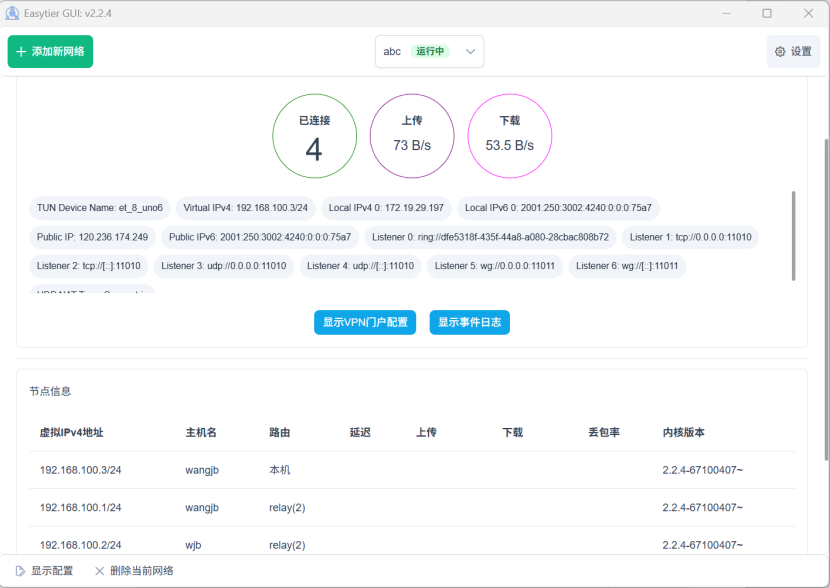 Easytier GUI: v2.2.4
添加新网络
abc 运行中
设置
已连接 上传 下载
4 73 B/s 53.5 B/s
TUN Device Name: et_8_uno6 Virtual IPv4: 192.168.100.3/24 Local IPv4 0: 172.19.29.197 Local IPv6 0: 2001:250:3002:4240:0:0:0:75a7
Public IP: 120.236.174.249 Public IPv6: 2001:250:3002:4240:0:0:0:75a7 Listener 0: ring://dfe5318f-435f-44a8-a080-28cbac808b72 Listener 1: tcp://0.0.0.0:11010
Listener 2: tcp://[::]:11010 Listener 3: udp://0.0.0.0:11010 Listener 4: udp://[::]:11010 Listener 5: wg://0.0.0.0:11011 Listener 6: wg://[::]:11011
显示VPN门户配置 显示事件日志
节点信息
虚拟IPv4地址 主机名 路由 延迟 上传 下载 丢包率 内核版本
192.168.100.3/24 wangjb 本机 2.2.4-67100407~
192.168.100.1/24 wangjb relay(2) 2.2.4-67100407~
192.168.100.2/24 wjb relay(2) 2.2.4-67100407~
显示配置 删除当前网络